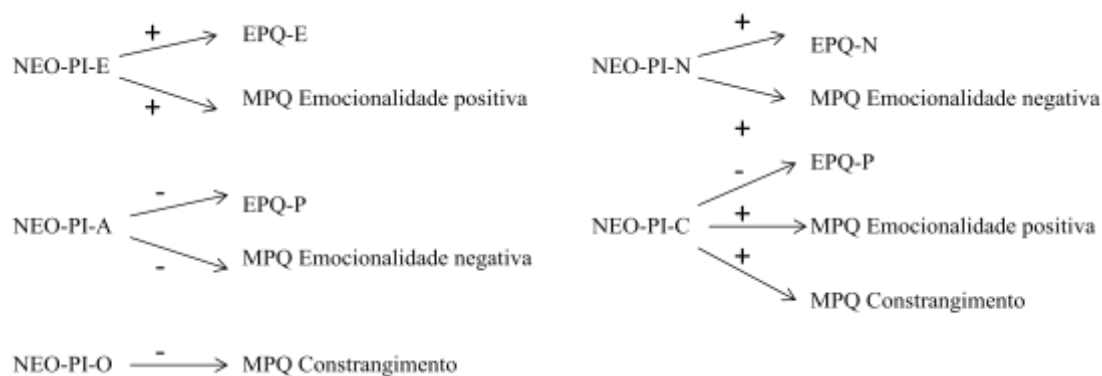 +
EPQ-E
NEO-PI-E
+
MPQ Emocionalidade positiva
+
EPQ-N
NEO-PI-N
MPQ Emocionalidade negativa
+
-
EPQ-P
NEO-PI-A
-
MPQ Emocionalidade negativa
-
EPQ-P
NEO-PI-C
+
MPQ Emocionalidade positiva
+
MPQ Constrangimento
NEO-PI-O
-
MPQ Constrangimento